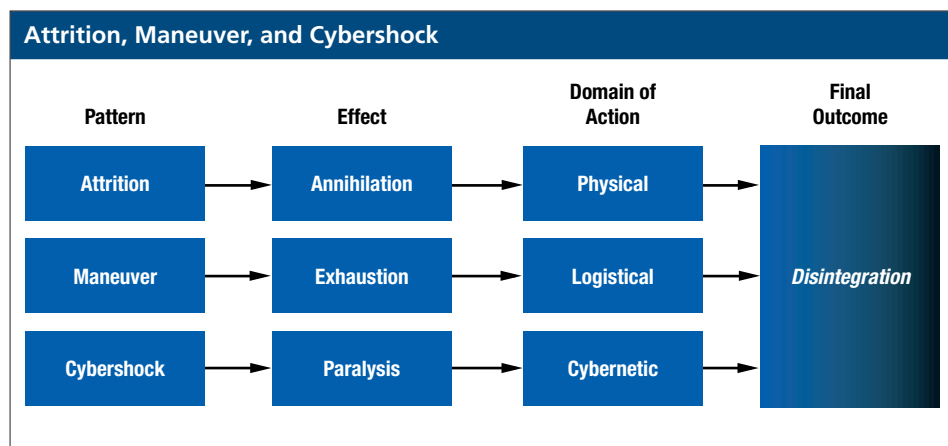 Attrition, Maneuver, and Cybershock
Pattern
Effect
Domain of
Action
Final
Outcome
Attrition
Annihilation
Physical
Maneuver
Exhaustion
Logistical
Disintegration
Cybershock
Paralysis
Cybernetic